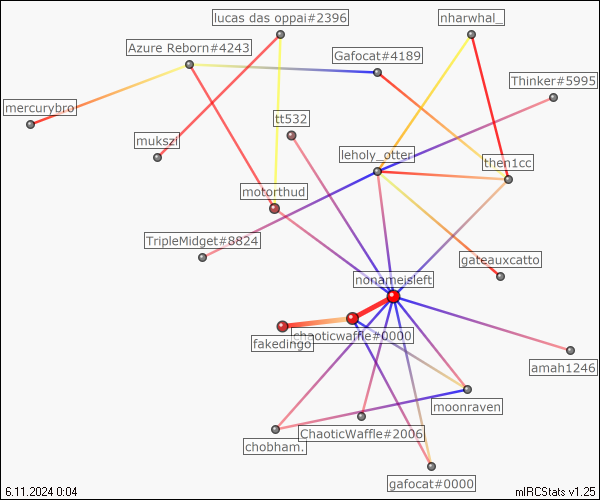 lucas das oppai#2396
nharwhal_
Azure Reborn#4243
Gafocat#4189
Thinker#5995
mercurybro
tt532
mukszi
leholy_otter
then1cc
motorthud
TripleMidget#8824
gateauxcatto
nonameisleft
chaoticwaffle#0000
fakedingo
amah1246
moonraven
ChaoticWaffle#2006
chobham.
gafocat#0000
6.11.2024 0:04
mIRCStats v1.25